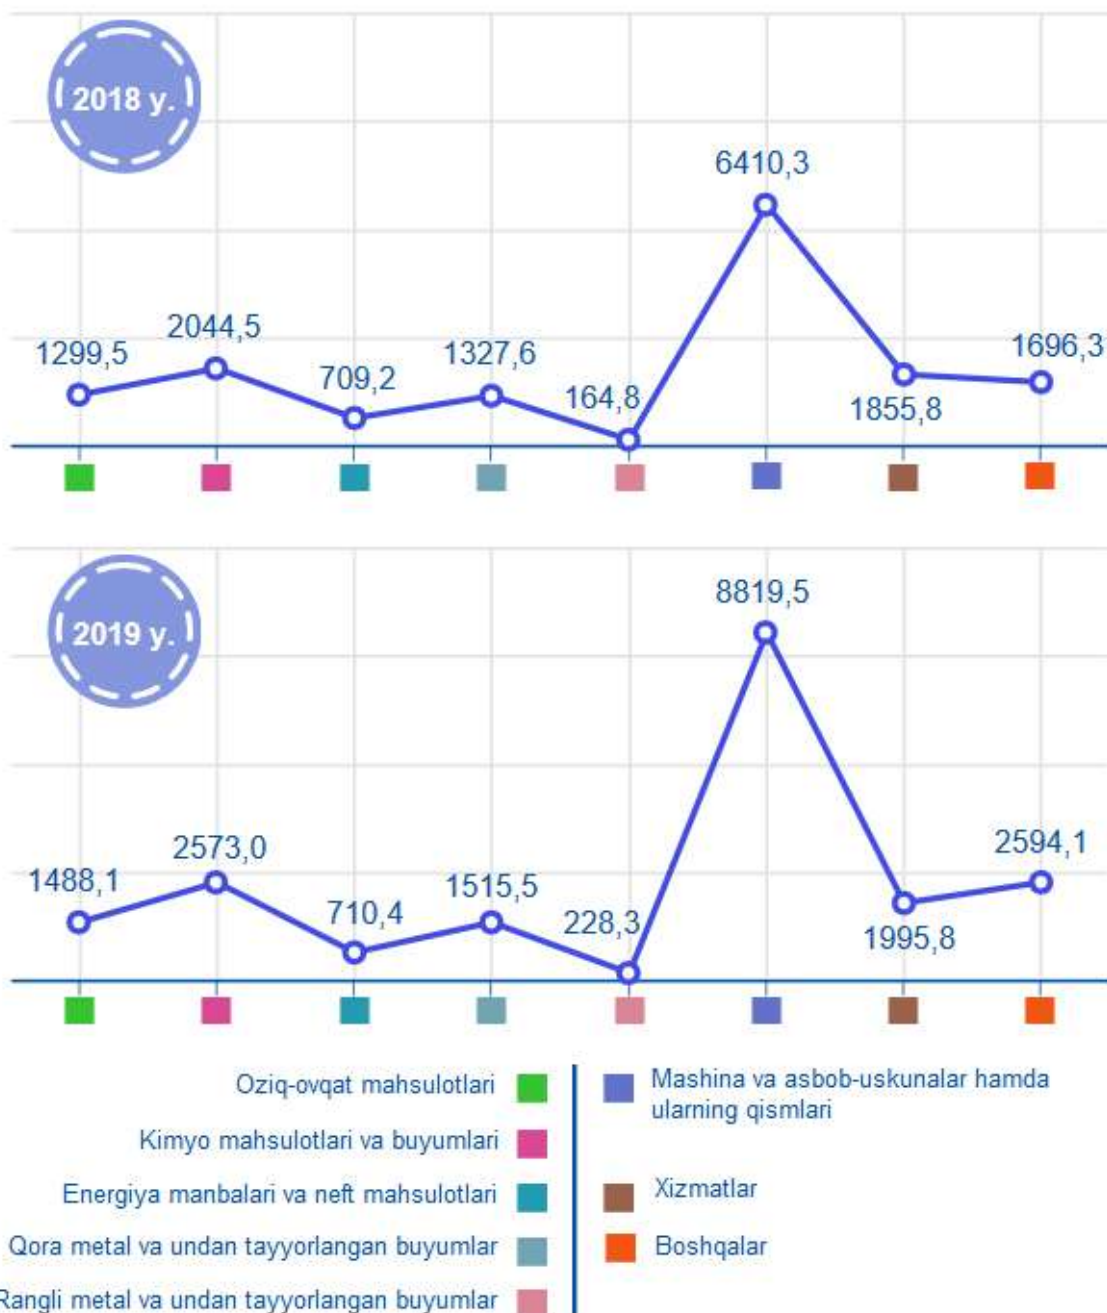 2018 y.
1299,5
2044,5
709,2
1327,6
164,8
6410,3
1855,8
1696,3
2019 y.
1488,1
2573,0
710,4
1515,5
228,3
8819,5
1995,8
2594,1
Oziq-ovqat mahsulotlari
Kimyo mahsulotlari va buyumlari
Energiya manbalari va neft mahsulotlari
Qora metal va undan tayyorlangan buyumlar
Rangli metal va undan tayyorlangan buyumlar
Mashina va asbob-uskunalar hamda
ularning qismlari
Xizmatlar
Boshqalar